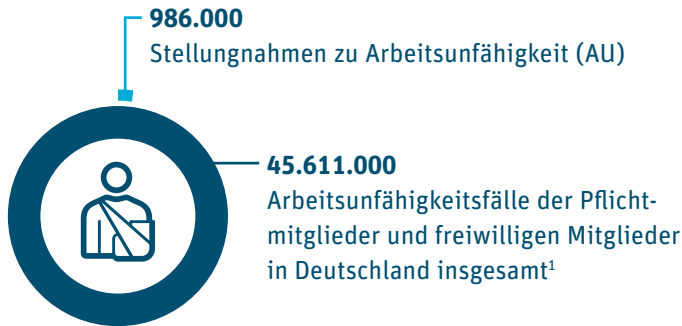 986.000
Stellungnahmen zu Arbeitsunfähigkeit (AU)
45.611.000
Arbeitsunfähigkeitsfälle der Pflicht-
mitglieder und freiwilligen Mitglieder
in Deutschland insgesamt¹